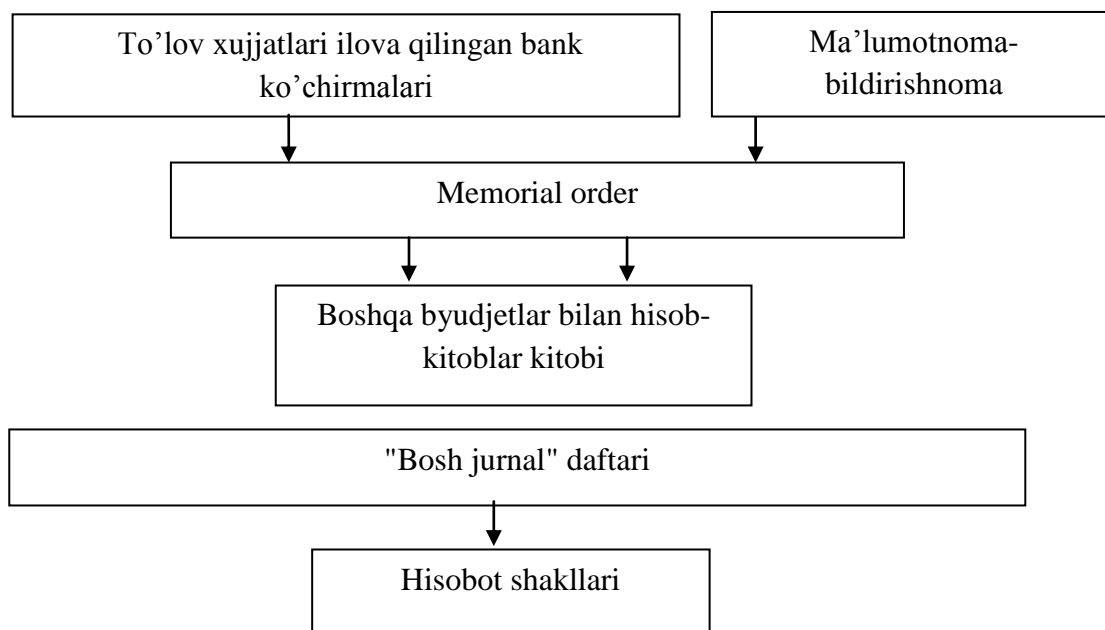 To’lov xujjatlari ilova qilingan bank
ko’chirmalari
Ma’lumotnoma-
bildirishnoma
Memorial order
Boshqa byudjetlar bilan hisob-
kitoblar kitobi
"Bosh jurnal" daftari
Hisobot shakllari